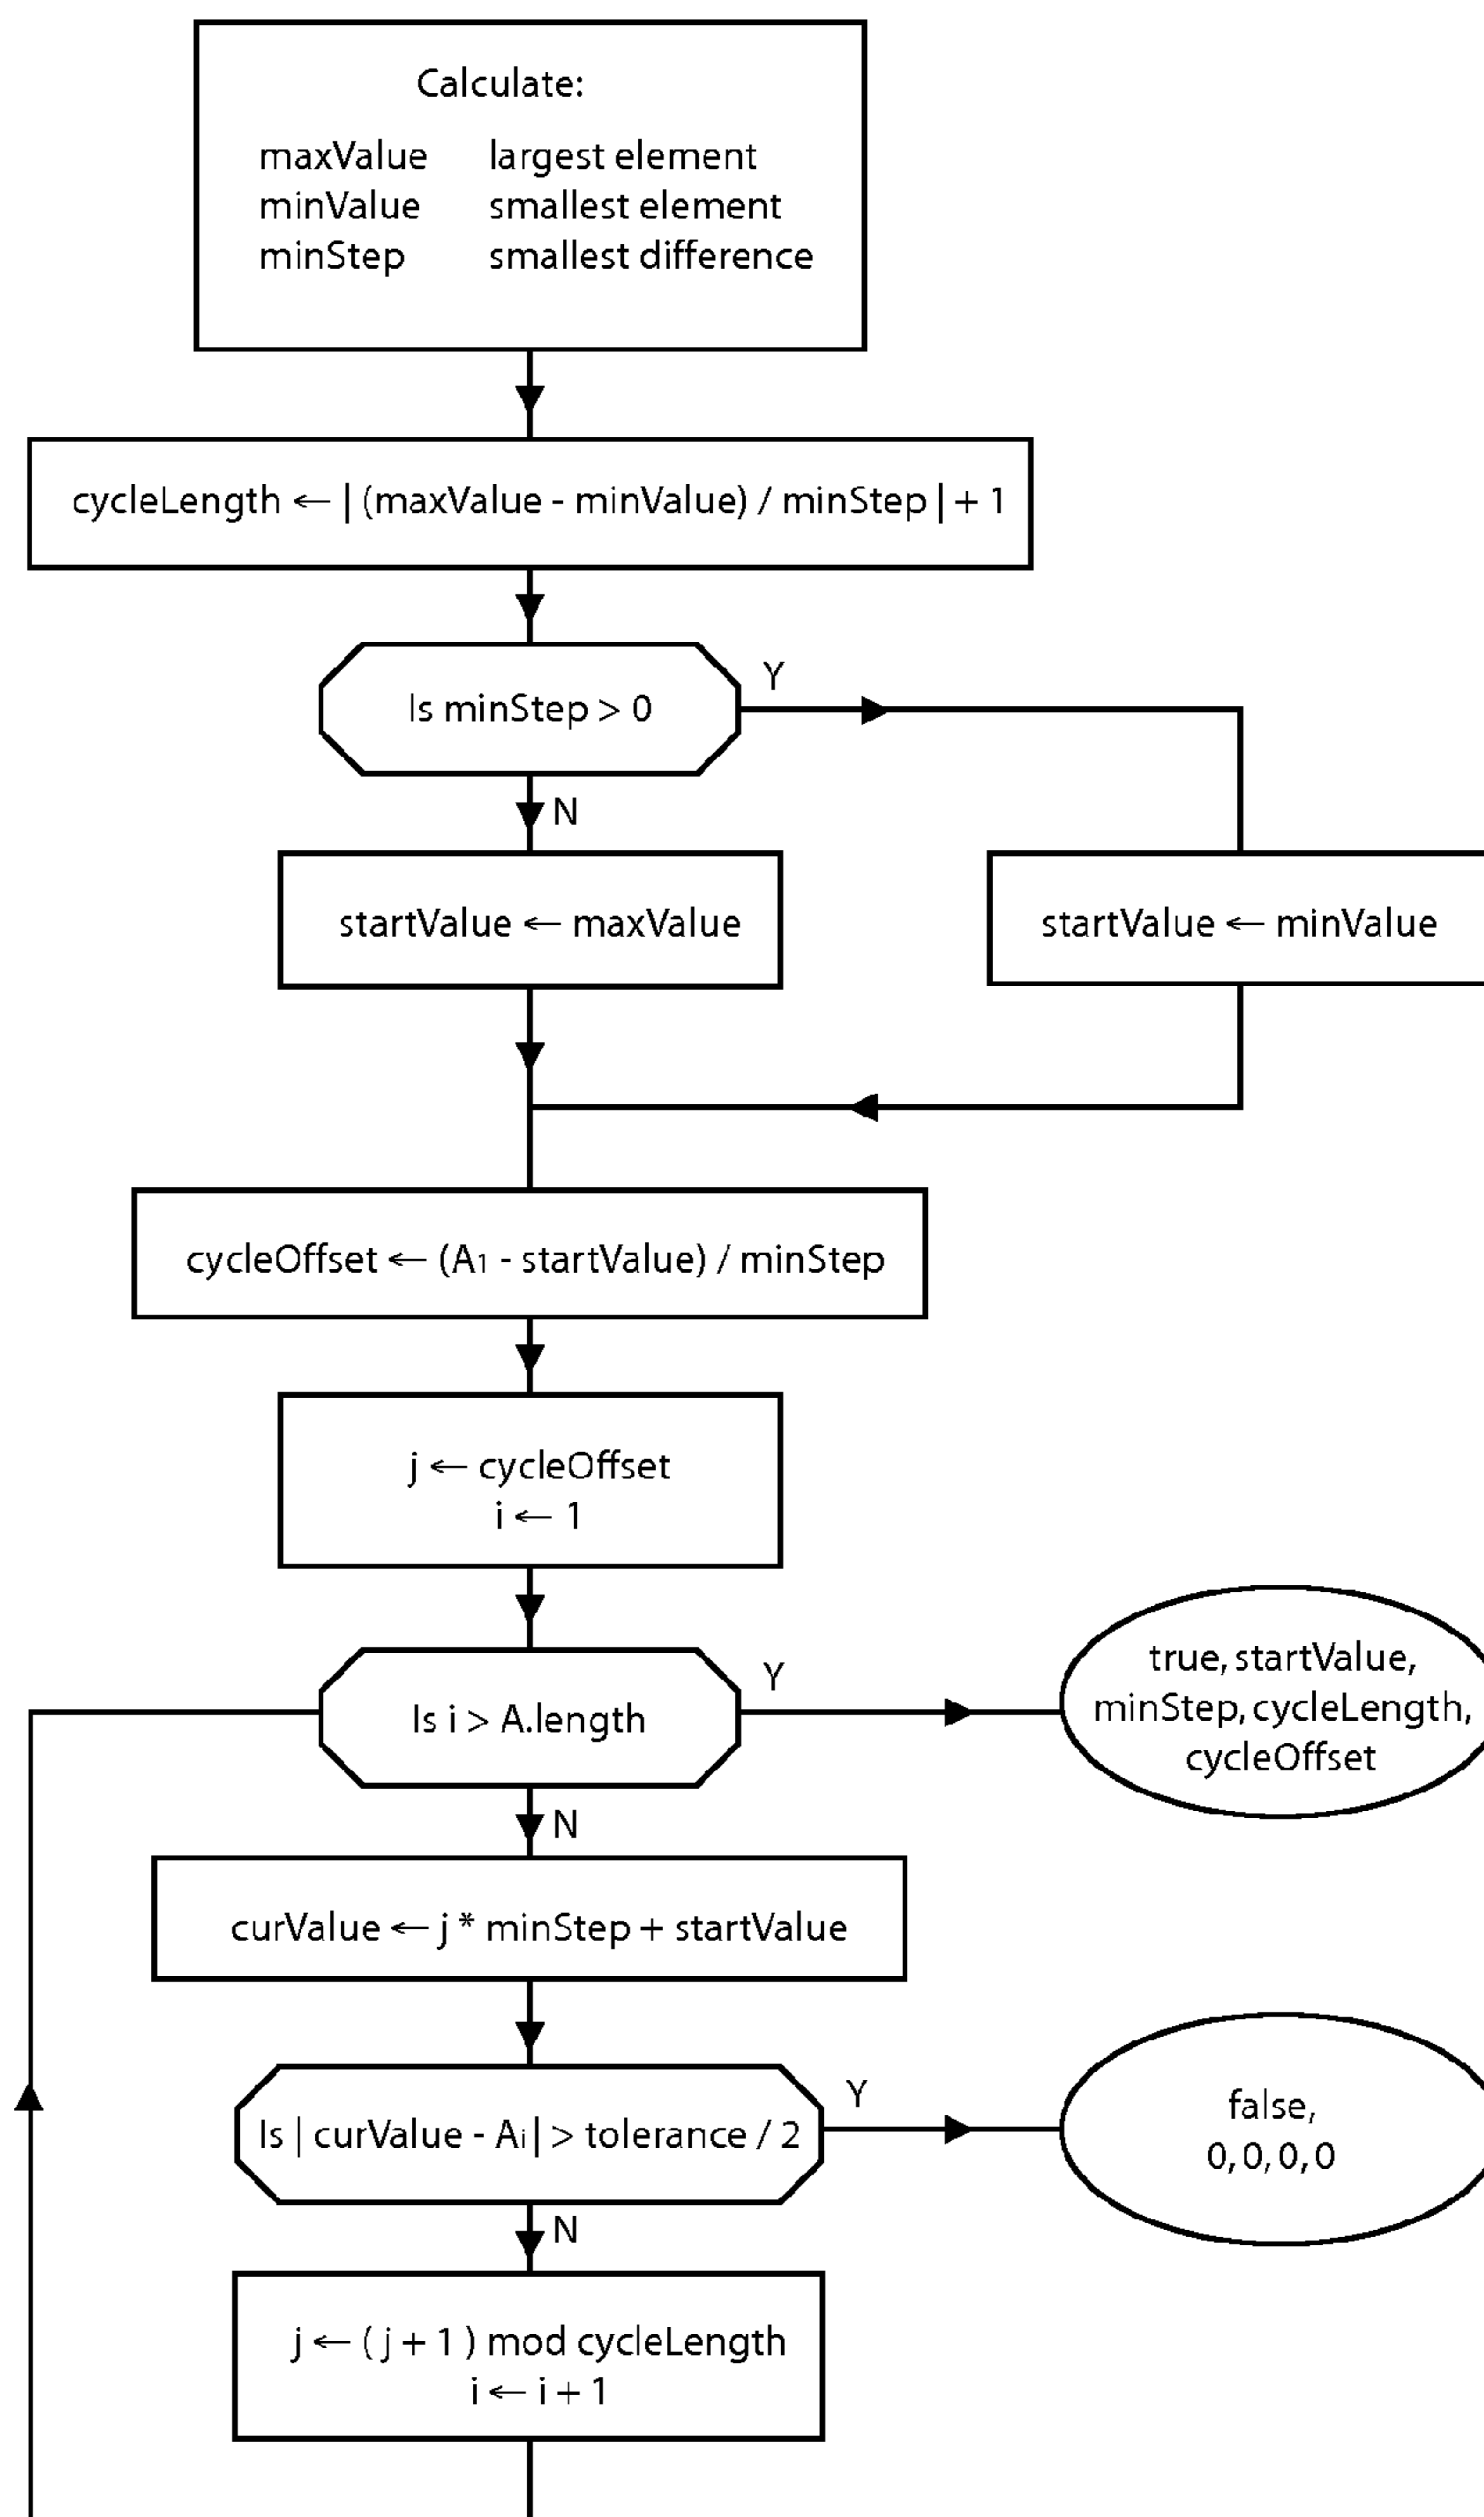 Calculate:
maxValue largest element
minValue smallest element
minStep smallest difference
cycleLength ← | (maxValue - minValue) / minStep | + 1
Is minStep > 0
Y
N
startValue ← maxValue
startValue ← minValue
cycleOffset ← (A1 - startValue) / minStep
j ← cycleOffset
i ← 1
Is i > A.length
Y
true, startValue,
minStep, cycleLength,
cycleOffset
N
curValue ← j * minStep + startValue
Is | curValue - Ai | > tolerance / 2
Y
false,
0, 0, 0, 0
N
j ← ( j + 1 ) mod cycleLength
i ← i + 1